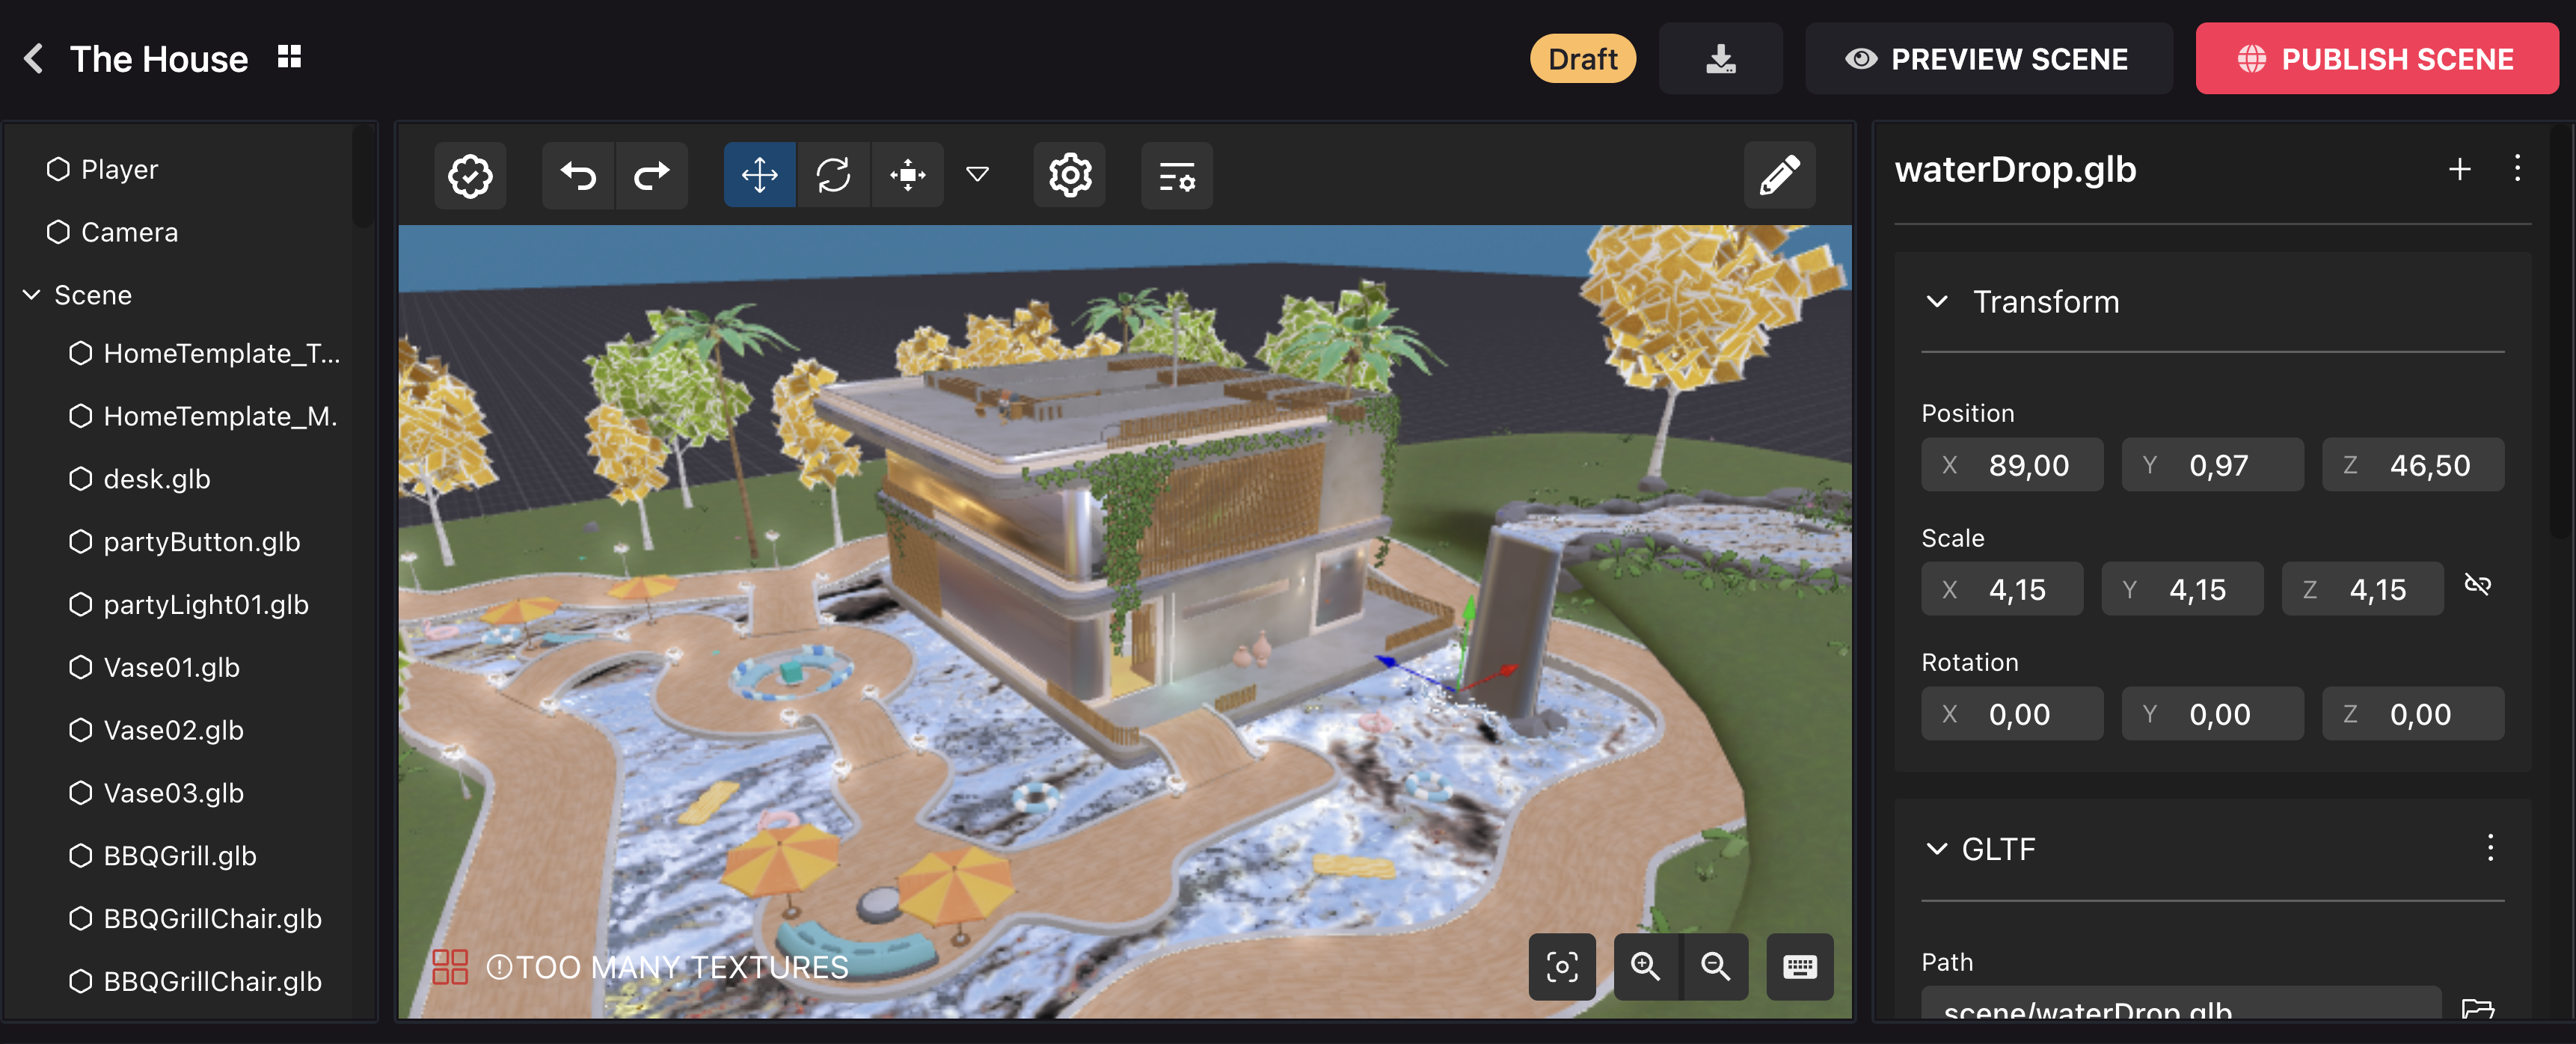 The House
Draft
PREVIEW SCENE
PUBLISH SCENE
Player
Camera
Scene
HomeTemplate_T...
HomeTemplate_M.
desk.glb
partyButton.glb
partyLight01.glb
Vase01.glb
Vase02.glb
Vase03.glb
BBQGrill.glb
BBQGrillChair.glb
BBQGrillChair.glb
TOO MANY TEXTURES
waterDrop.glb
Transform
Position
X 89,00 Y 0,97 Z 46,50
Scale
X 4,15 Y 4,15 Z 4,15
Rotation
X 0,00 Y 0,00 Z 0,00
GLTF
Path
scene/waterDrop.glb